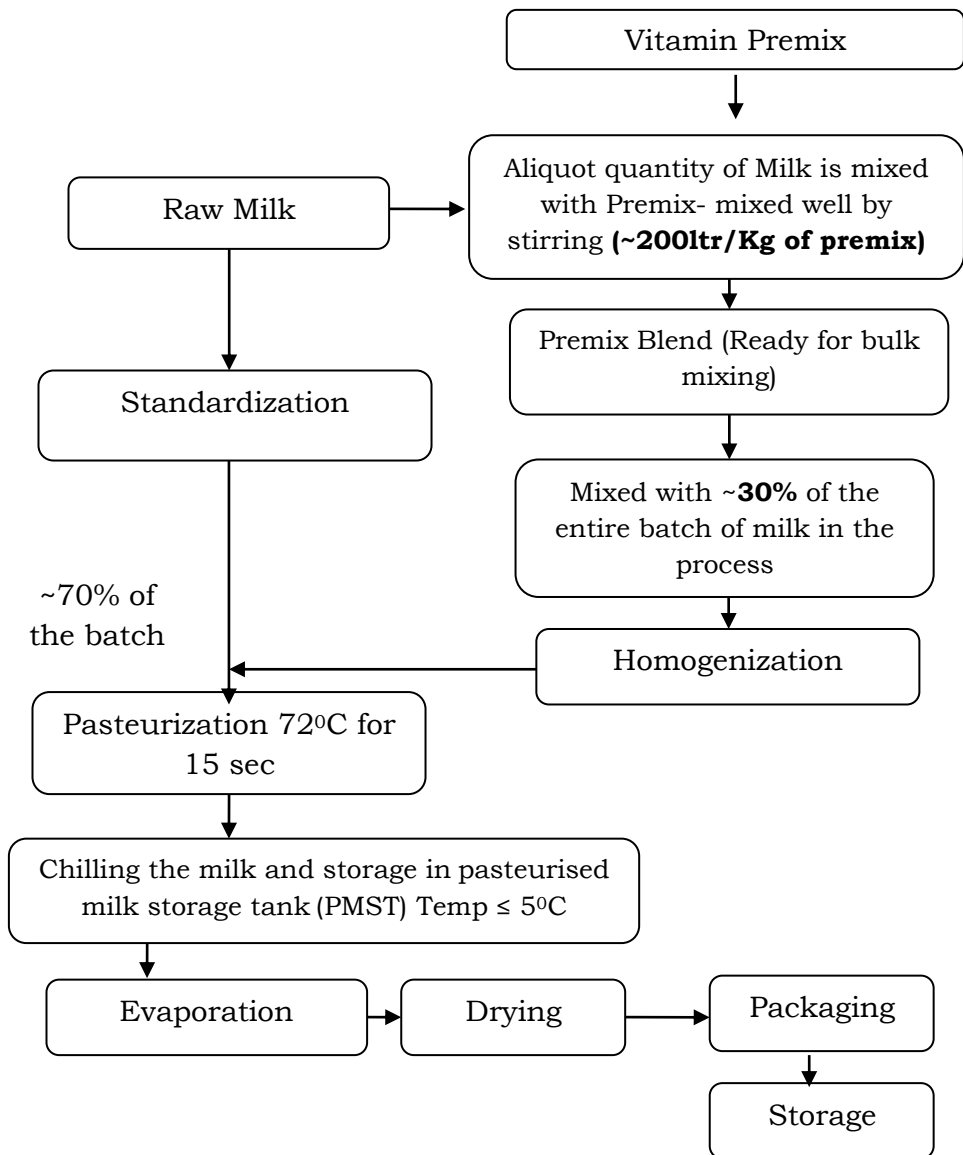 Vitamin Premix
Aliquot quantity of Milk is mixed
with Premix- mixed well by
stirring (~200ltr/Kg of premix)
Raw Milk
Premix Blend (Ready for bulk
mixing)
Standardization
Mixed with ~30% of the
entire batch of milk in the
process
~70% of
the batch
Homogenization
Pasteurization 72⁰C for
15 sec
Chilling the milk and storage in pasteurised
milk storage tank (PMST) Temp ≤ 5⁰C
Evaporation
Drying
Packaging
Storage